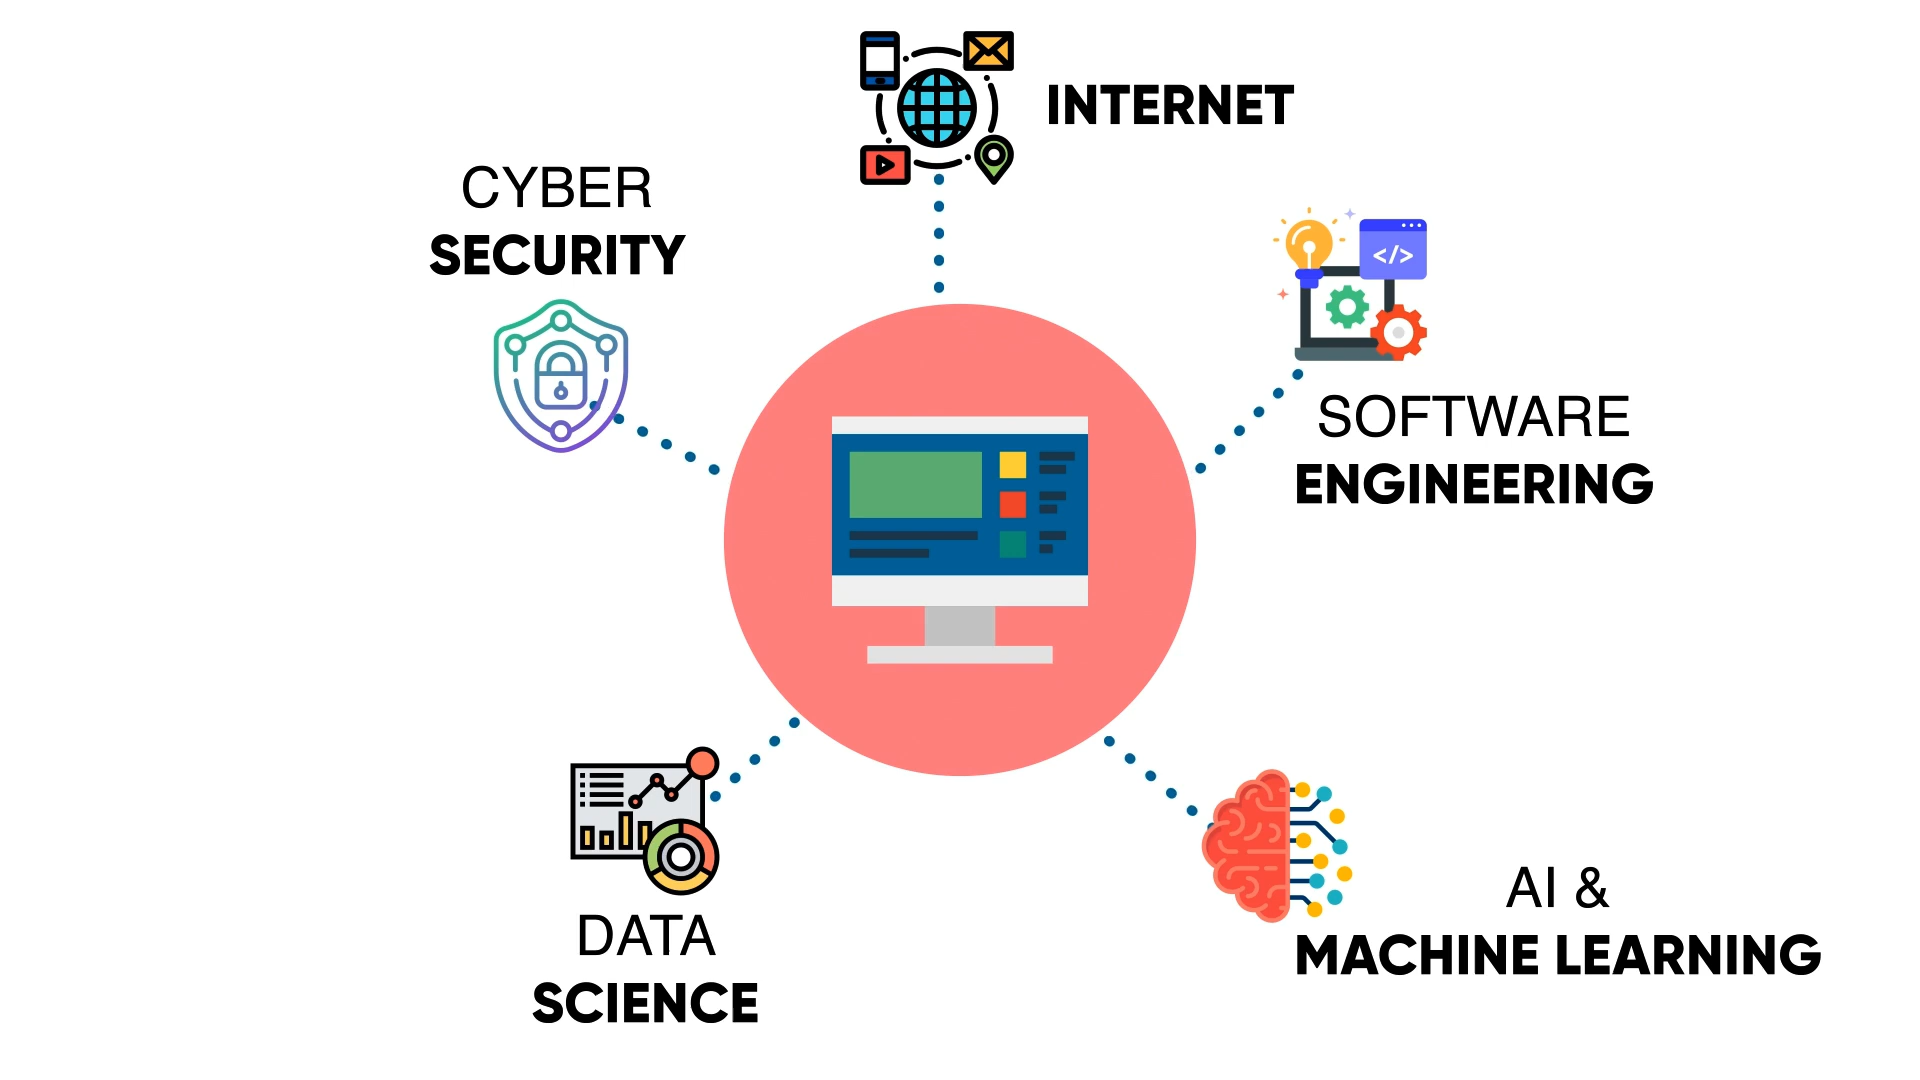 INTERNET
CYBER
SECURITY
</>
SOFTWARE
ENGINEERING
AI &
MACHINE LEARNING
DATA
SCIENCE